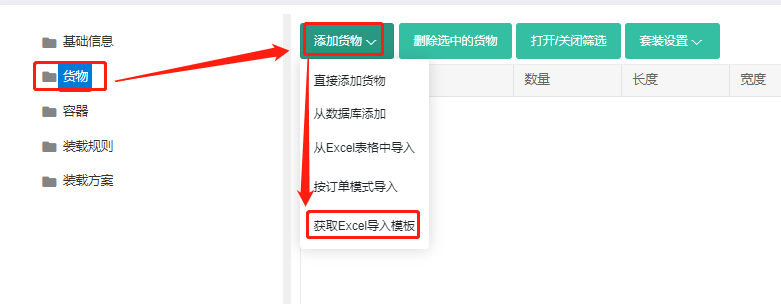 基础信息
货物
容器
装载规则
装载方案
添加货物 删除选中的货物 打开/关闭筛选 套装设置
数量 长度 宽度
直接添加货物
从数据库添加
从Excel表格中导入
按订单模式导入
获取Excel导入模板